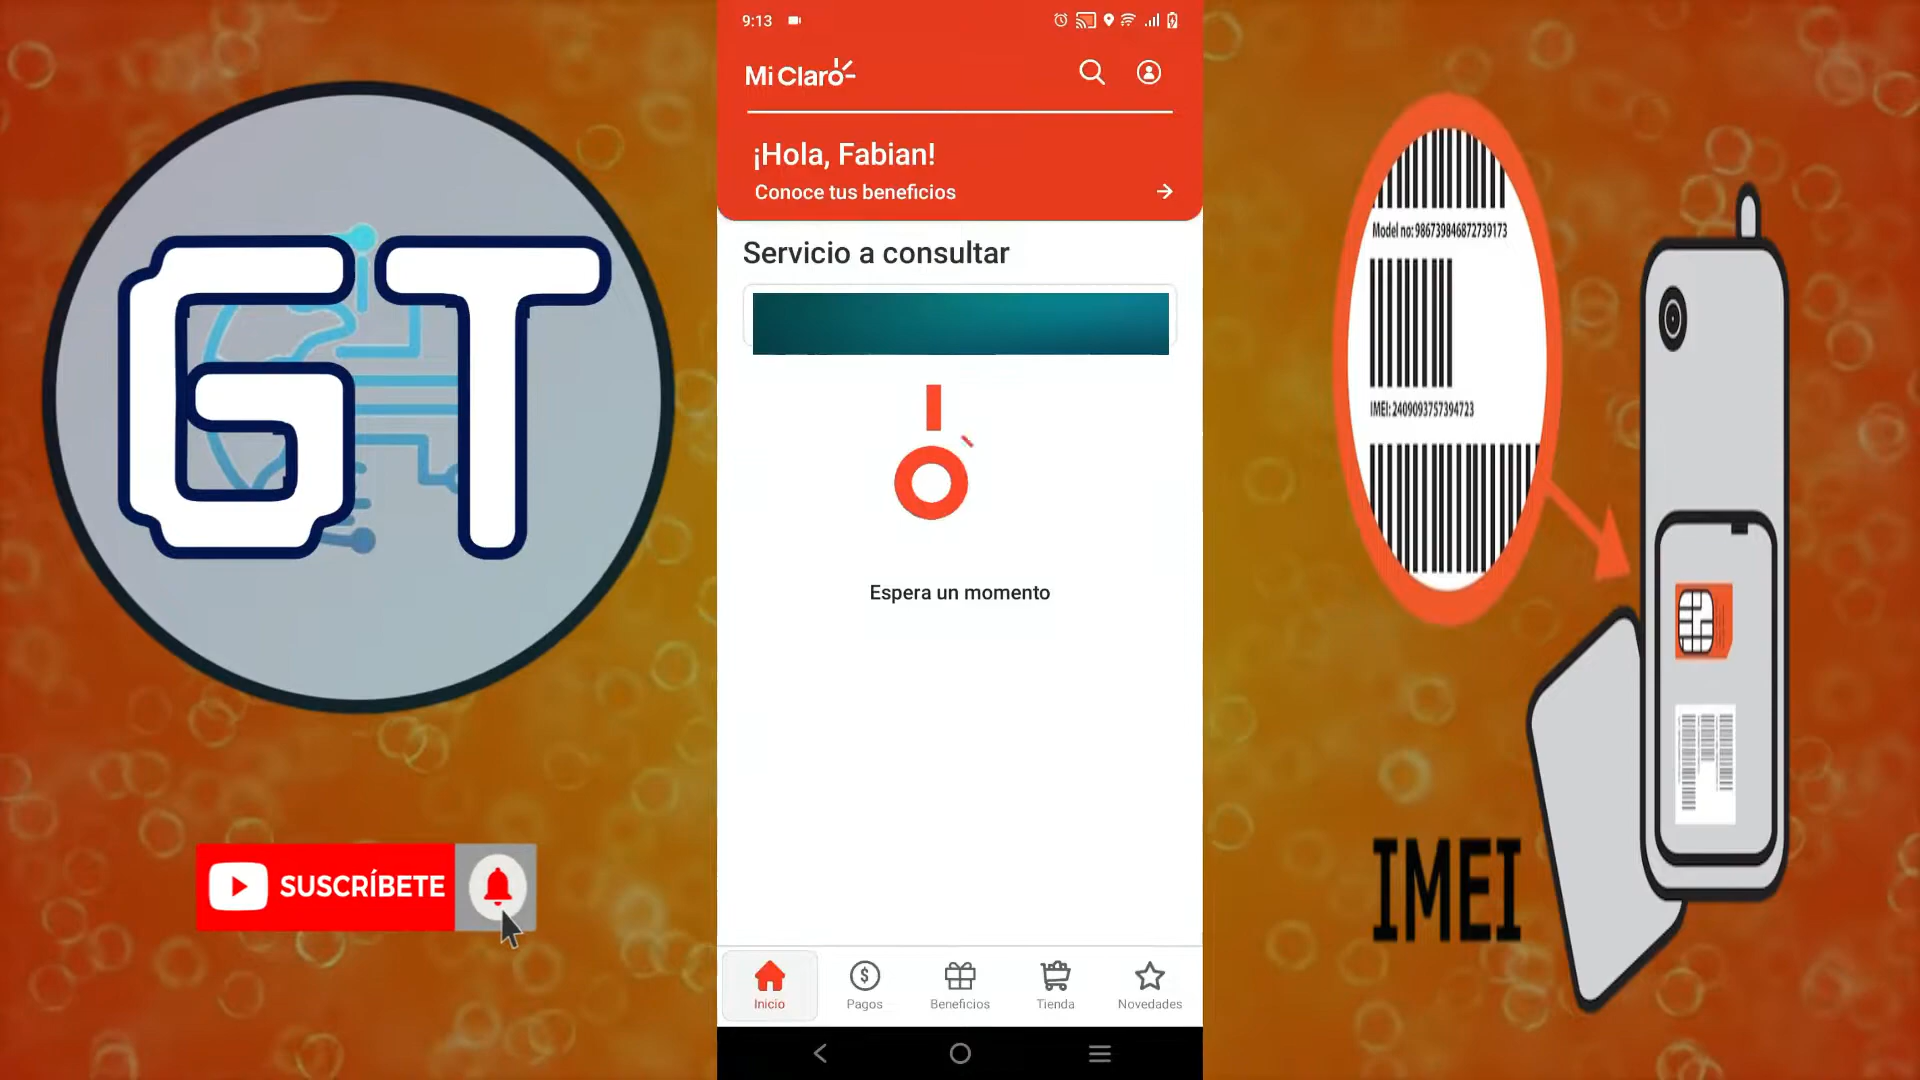 GT
SUSCRÍBETE
9:13
Mi Claro
¡Hola, Fabian!
Conoce tus beneficios
Servicio a consultar
Espera un momento
Inicio
Pagos
Beneficios
Tienda
Novedades
Model no: 986739846872739173
IMEI: 2409093757394723
IMEI